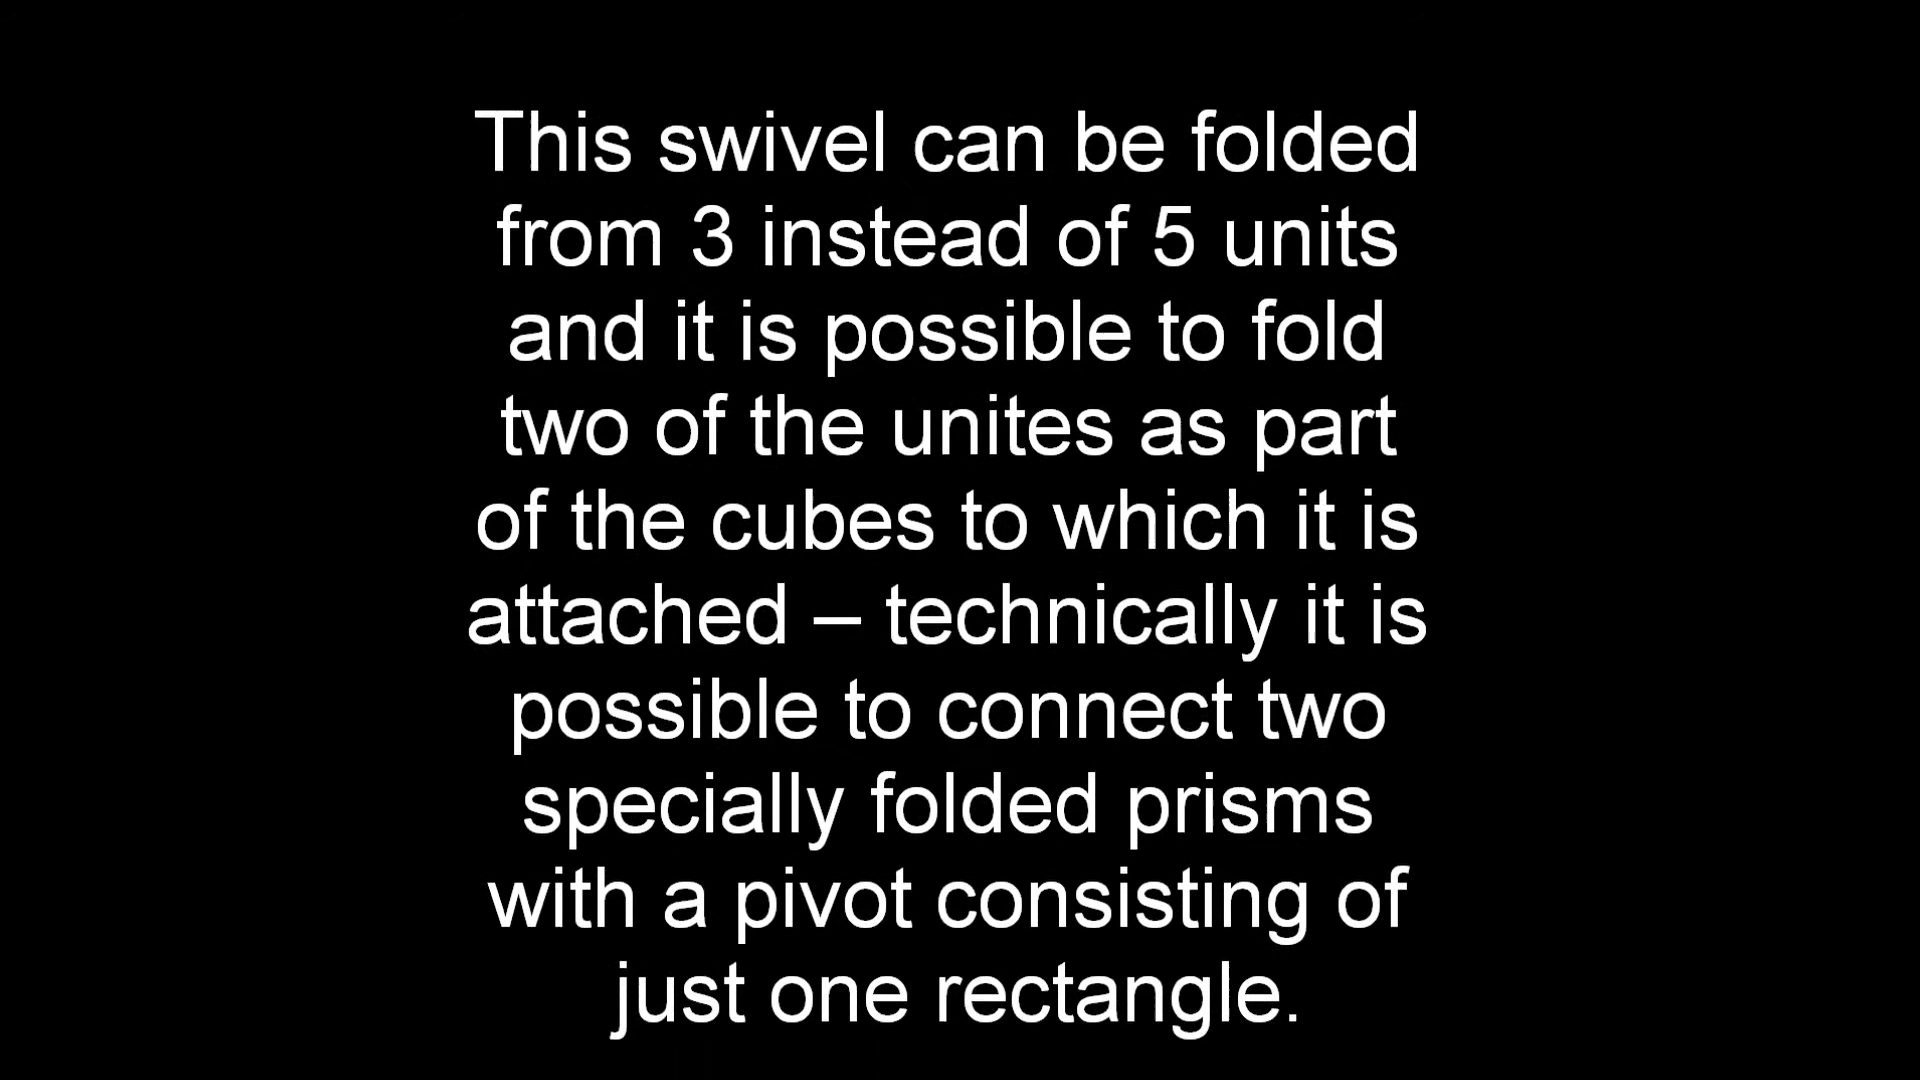 This swivel can be folded
from 3 instead of 5 units
and it is possible to fold
two of the unites as part
of the cubes to which it is
attached – technically it is
possible to connect two
specially folded prisms
with a pivot consisting of
just one rectangle.